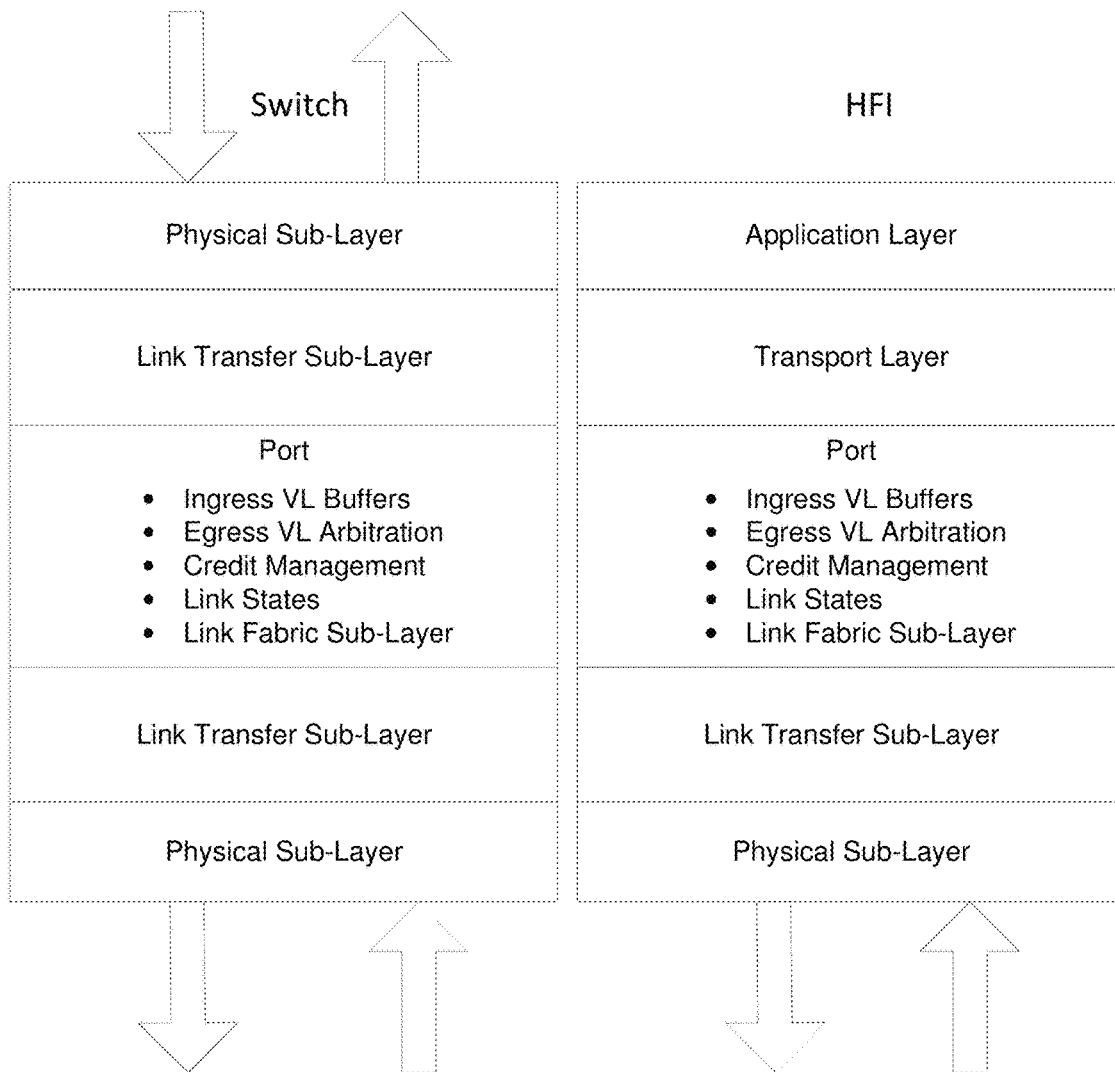 Switch
Physical Sub-Layer
Link Transfer Sub-Layer
Port
• Ingress VL Buffers
• Egress VL Arbitration
• Credit Management
• Link States
• Link Fabric Sub-Layer
Link Transfer Sub-Layer
Physical Sub-Layer
HFI
Application Layer
Transport Layer
Port
• Ingress VL Buffers
• Egress VL Arbitration
• Credit Management
• Link States
• Link Fabric Sub-Layer
Link Transfer Sub-Layer
Physical Sub-Layer